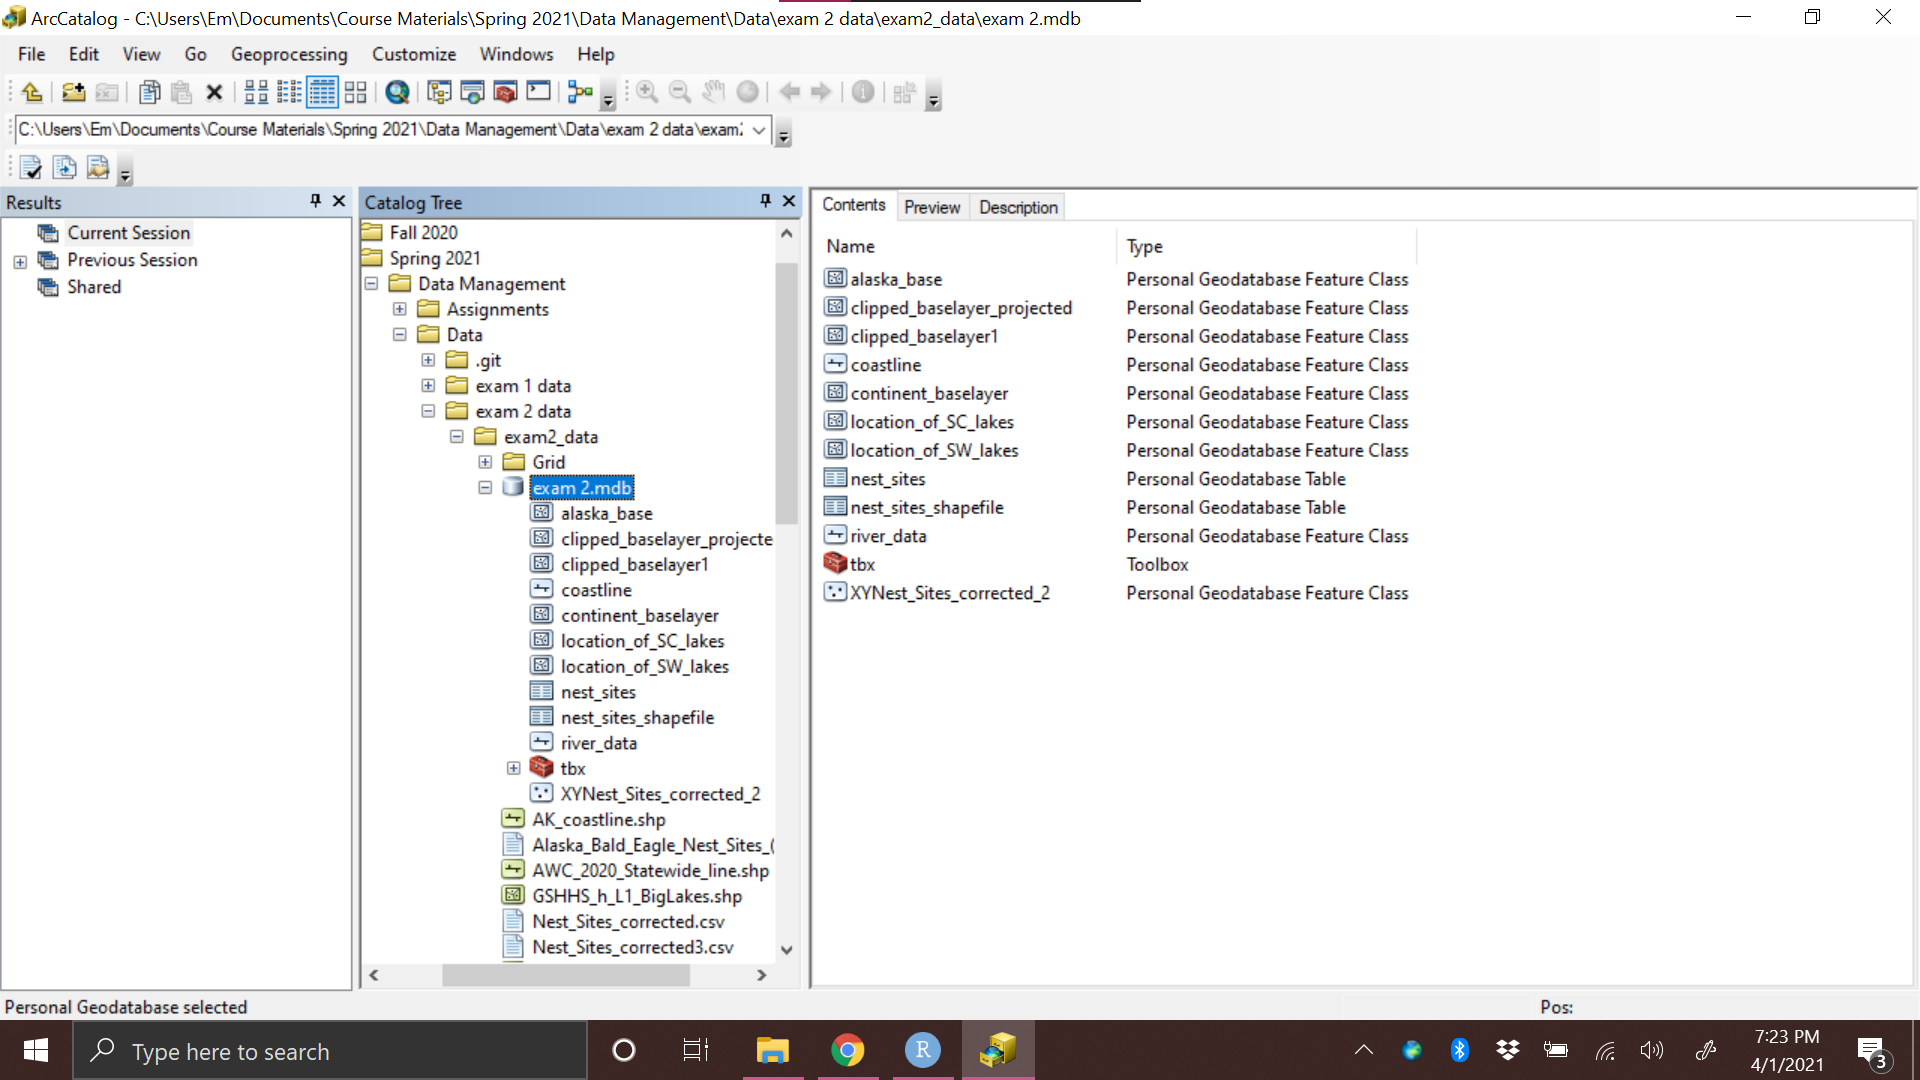 ArcCatalog - C:\Users\Em\Documents\Course Materials\Spring 2021\Data Management\Data\exam 2 data\exam2_data\exam 2.mdb
File Edit View Go Geoprocessing Customize Windows Help
C:\Users\Em\Documents\Course Materials\Spring 2021\Data Management\Data\exam 2 data\exam
Results
Current Session
Previous Session
Shared
Catalog Tree
Fall 2020
Spring 2021
Data Management
Assignments
Data
.git
exam 1 data
exam 2 data
exam2_data
Grid
exam 2.mdb
alaska_base
clipped_baselayer_projecte
clipped_baselayer1
coastline
continent_baselayer
location_of_SC_lakes
location_of_SW_lakes
nest_sites
nest_sites_shapefile
river_data
tbx
XYNest_Sites_corrected_2
AK_coastline.shp
Alaska_Bald_Eagle_Nest_Sites_(
AWC_2020_Statewide_line.shp
GSHHS_h_L1_BigLakes.shp
Nest_Sites_corrected.csv
Nest_Sites_corrected3.csv
Contents Preview Description
Name Type
alaska_base Personal Geodatabase Feature Class
clipped_baselayer_projected Personal Geodatabase Feature Class
clipped_baselayer1 Personal Geodatabase Feature Class
coastline Personal Geodatabase Feature Class
continent_baselayer Personal Geodatabase Feature Class
location_of_SC_lakes Personal Geodatabase Feature Class
location_of_SW_lakes Personal Geodatabase Feature Class
nest_sites Personal Geodatabase Table
nest_sites_shapefile Personal Geodatabase Table
river_data Personal Geodatabase Feature Class
tbx Toolbox
XYNest_Sites_corrected_2 Personal Geodatabase Feature Class
Personal Geodatabase selected
Pos:
Type here to search
R
7:23 PM
4/1/2021
3